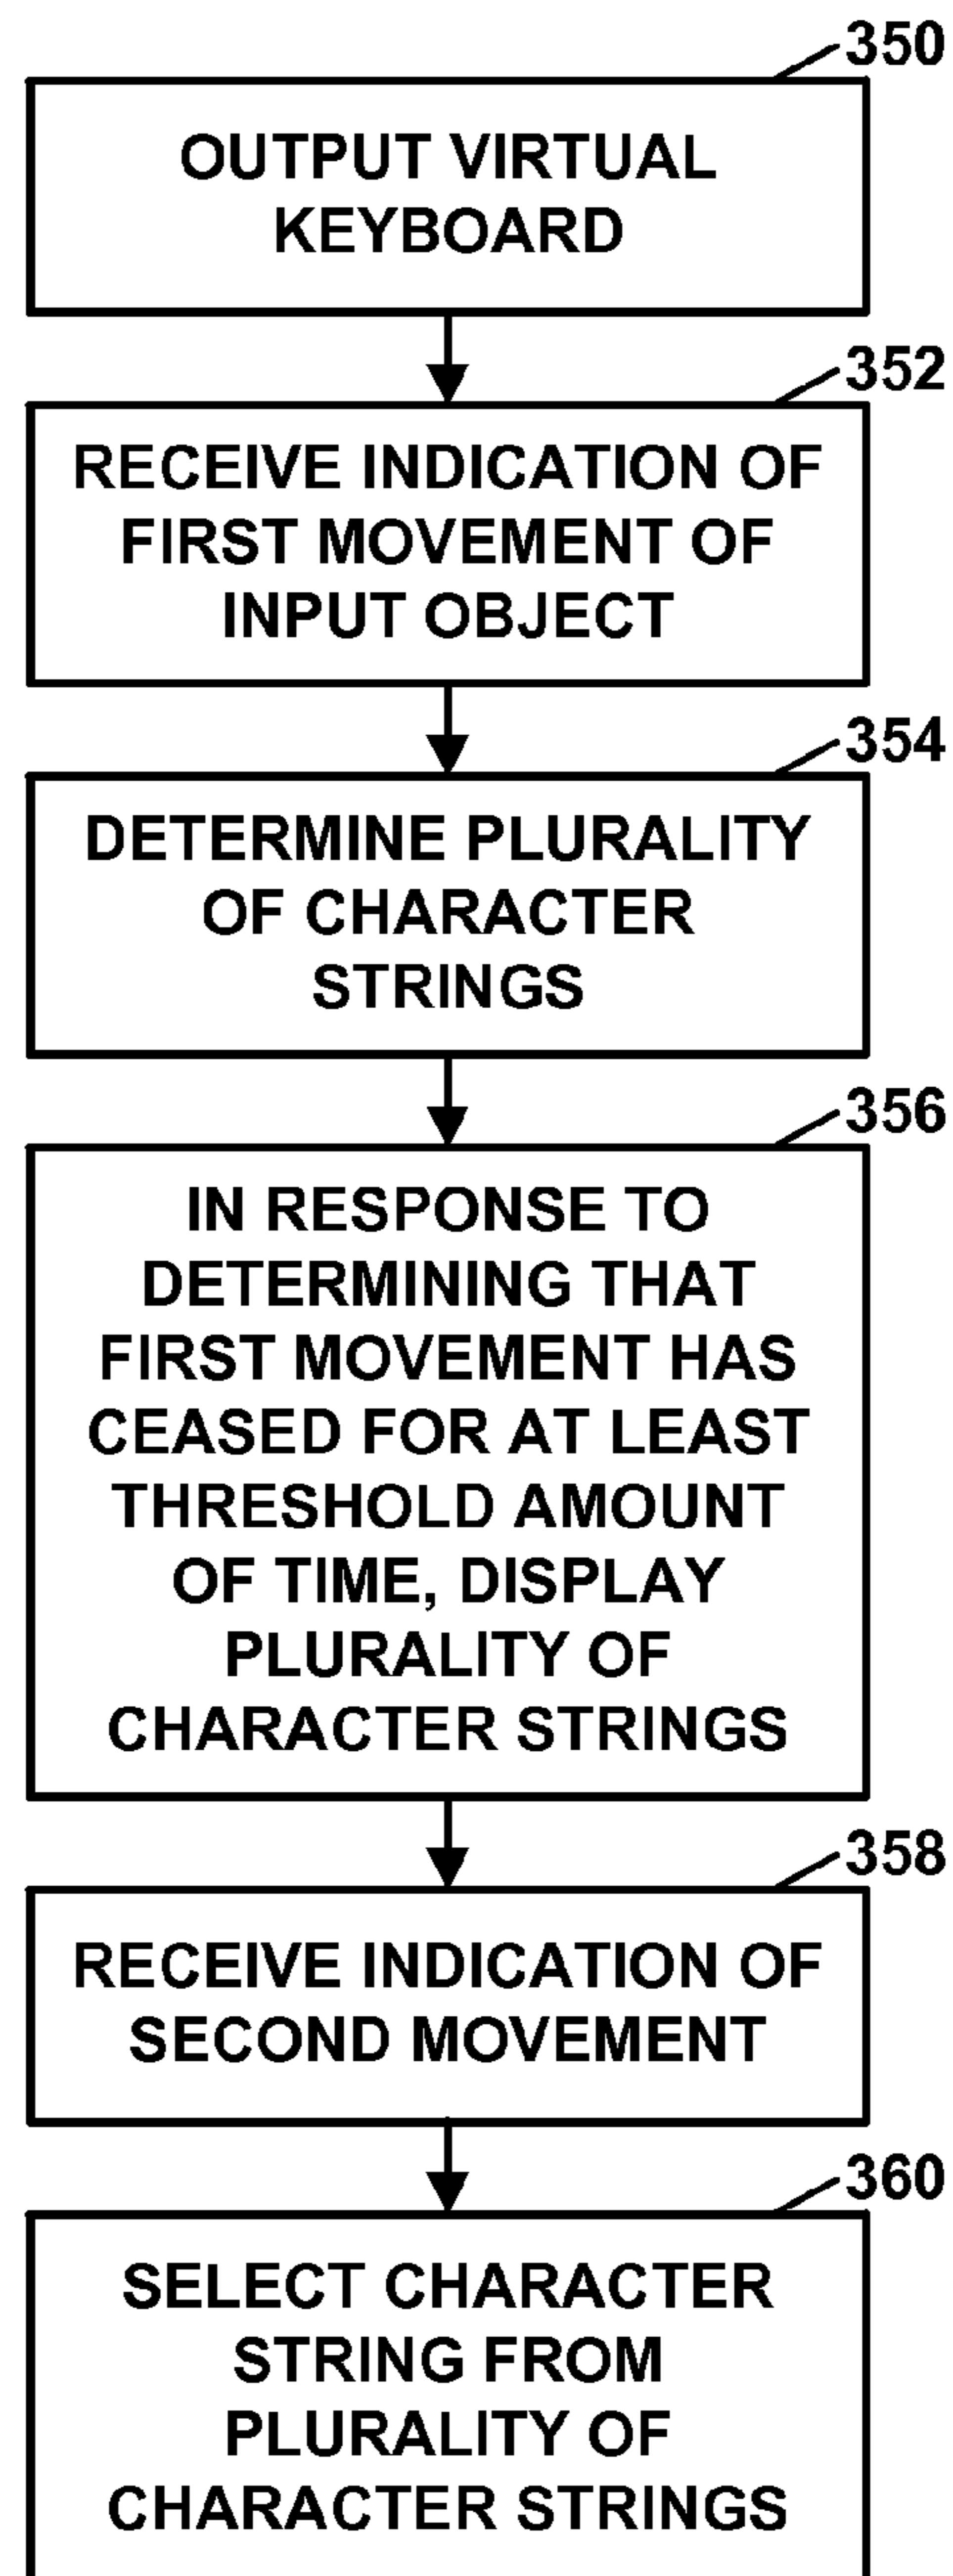 350
OUTPUT VIRTUAL
KEYBOARD
352
RECEIVE INDICATION OF
FIRST MOVEMENT OF
INPUT OBJECT
354
DETERMINE PLURALITY
OF CHARACTER
STRINGS
356
IN RESPONSE TO
DETERMINING THAT
FIRST MOVEMENT HAS
CEASED FOR AT LEAST
THRESHOLD AMOUNT
OF TIME, DISPLAY
PLURALITY OF
CHARACTER STRINGS
358
RECEIVE INDICATION OF
SECOND MOVEMENT
360
SELECT CHARACTER
STRING FROM
PLURALITY OF
CHARACTER STRINGS